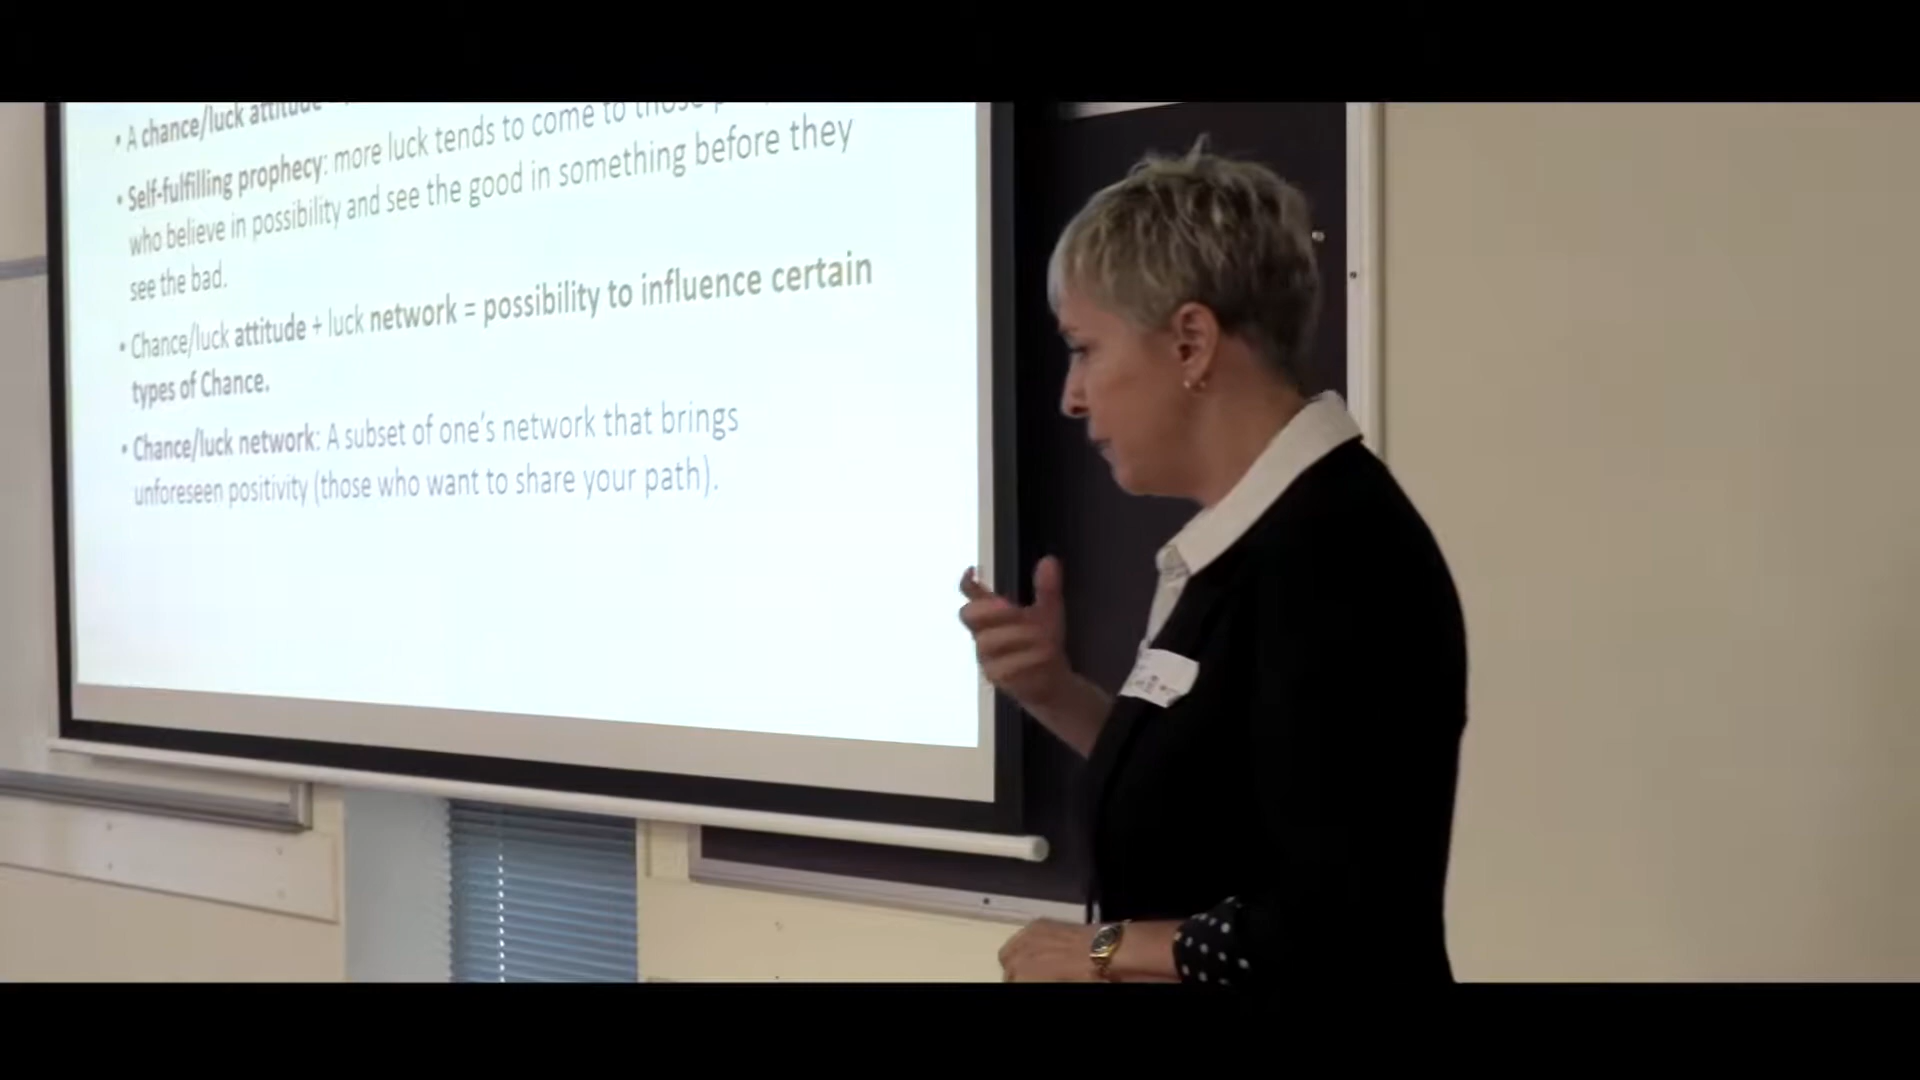 • A chance/luck attitude
• Self-fulfilling prophecy: more luck tends to come to those
who believe in possibility and see the good in something before they
see the bad.
• Chance/luck attitude + luck network = possibility to influence certain
types of Chance.
• Chance/luck network: A subset of one's network that brings
unforeseen positivity (those who want to share your path).